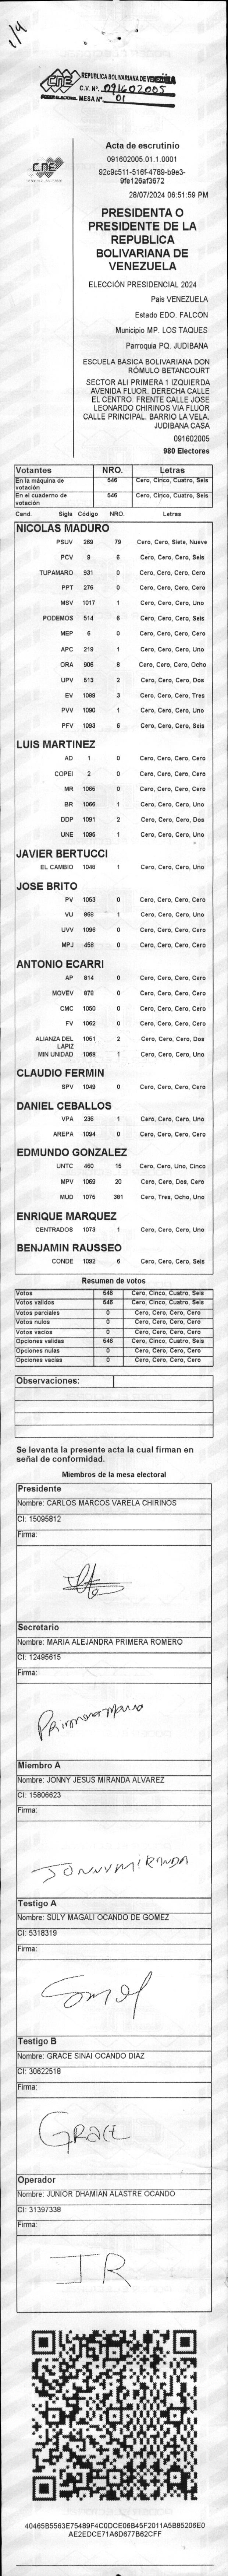 1/9
CNE
PODER ELECTORAL
REPUBLICA BOLIVARIANA DE VENEZUELA
C.V. Nº. 091602005
MESA Nº. 01
CNE
Acta de escrutinio
091602005.01.1.0001
92c9c511-516f-4789-b9e3-
9fe126af3672
28/07/2024 06:51:59 PM
PRESIDENTA O
PRESIDENTE DE LA
REPUBLICA
BOLIVARIANA DE
VENEZUELA
ELECCIÓN PRESIDENCIAL 2024
Pais VENEZUELA
Estado EDO. FALCON
Municipio MP. LOS TAQUES
Parroquia PQ. JUDIBANA
ESCUELA BASICA BOLIVARIANA DON
RÓMULO BETANCOURT
SECTOR ALI PRIMERA 1 IZQUIERDA
AVENIDA FLUOR. DERECHA CALLE
EL CENTRO. FRENTE CALLE JOSE
LEONARDO CHIRINOS VIA FLUOR
CALLE PRINCIPAL. BARRIO LA VELA.
JUDIBANA CASA
091602005
980 Electores
Votantes NRO. Letras
En la máquina de votación 546 Cero, Cinco, Cuatro, Seis
En el cuaderno de votación 546 Cero, Cinco, Cuatro, Seis
Cand. Sigls Código NRO. Letras
NICOLAS MADURO
PSUV 269 79 Cero, Cero, Siete, Nueve
PCV 9 6 Cero, Cero, Cero, Seis
TUPAMARO 931 0 Cero, Cero, Cero, Cero
PPT 276 0 Cero, Cero, Cero, Cero
MSV 1017 1 Cero, Cero, Cero, Uno
PODEMOS 514 6 Cero, Cero, Cero, Seis
MEP 6 0 Cero, Cero, Cero, Cero
APC 219 1 Cero, Cero, Cero, Uno
ORA 906 8 Cero, Cero, Cero, Ocho
UPV 613 2 Cero, Cero, Cero, Dos
EV 1089 3 Cero, Cero, Cero, Tres
PVV 1090 1 Cero, Cero, Cero, Uno
PFV 1093 6 Cero, Cero, Cero, Seis
LUIS MARTINEZ
AD 1 0 Cero, Cero, Cero, Cero
COPEI 2 0 Cero, Cero, Cero, Cero
MR 1065 0 Cero, Cero, Cero, Cero
BR 1066 1 Cero, Cero, Cero, Uno
DDP 1091 2 Cero, Cero, Cero, Dos
UNE 1095 1 Cero, Cero, Cero, Uno
JAVIER BERTUCCI
EL CAMBIO 1048 1 Cero, Cero, Cero, Uno
JOSE BRITO
PV 1053 0 Cero, Cero, Cero, Cero
VU 969 1 Cero, Cero, Cero, Uno
UVV 1096 0 Cero, Cero, Cero, Cero
MPJ 458 0 Cero, Cero, Cero, Cero
ANTONIO ECARRI
AP 814 0 Cero, Cero, Cero, Cero
MOVEV 879 0 Cero, Cero, Cero, Cero
CMC 1050 0 Cero, Cero, Cero, Cero
FV 1062 0 Cero, Cero, Cero, Cero
ALIANZA DEL LAPIZ 1051 2 Cero, Cero, Cero, Dos
MIN UNIDAD 1068 1 Cero, Cero, Cero, Uno
CLAUDIO FERMIN
SPV 1049 0 Cero, Cero, Cero, Cero
DANIEL CEBALLOS
VPA 236 1 Cero, Cero, Cero, Uno
AREPA 1094 0 Cero, Cero, Cero, Cero
EDMUNDO GONZALEZ
UNTC 460 15 Cero, Cero, Uno, Cinco
MPV 1069 20 Cero, Cero, Dos, Cero
MUD 1075 381 Cero, Tres, Ocho, Uno
ENRIQUE MARQUEZ
CENTRADOS 1073 1 Cero, Cero, Cero, Uno
BENJAMIN RAUSSEO
CONDE 1092 6 Cero, Cero, Cero, Seis
Resumen de votos
Votos 546 Cero, Cinco, Cuatro, Seis
Votos validos 546 Cero, Cinco, Cuatro, Seis
Votos parciales 0 Cero, Cero, Cero, Cero
Votos nulos 0 Cero, Cero, Cero, Cero
Votos vacios 0 Cero, Cero, Cero, Cero
Opciones validas 546 Cero, Cinco, Cuatro, Seis
Opciones nulas 0 Cero, Cero, Cero, Cero
Opciones vacias 0 Cero, Cero, Cero, Cero
Observaciones:
Se levanta la presente acta la cual firman en
señal de conformidad.
Miembros de la mesa electoral
Presidente
Nombre: CARLOS MARCOS VARELA CHIRINOS
CI: 15095812
Firma:
Secretario
Nombre: MARIA ALEJANDRA PRIMERA ROMERO
CI: 12495615
Firma:
Primera Maria
Miembro A
Nombre: JONNY JESUS MIRANDA ALVAREZ
CI: 15806623
Firma:
JONNY MIRANDA
Testigo A
Nombre: SULY MAGALI OCANDO DE GOMEZ
CI: 5318319
Firma:
Testigo B
Nombre: GRACE SINAI OCANDO DIAZ
CI: 30622518
Firma:
Grace
Operador
Nombre: JUNIOR DHAMIAN ALASTRE OCANDO
CI: 31397338
Firma:
JR
40465B5563E75489F4C0DCE06B45F2011A5B85206E0
AE2EDCE71A6D677B62CFF